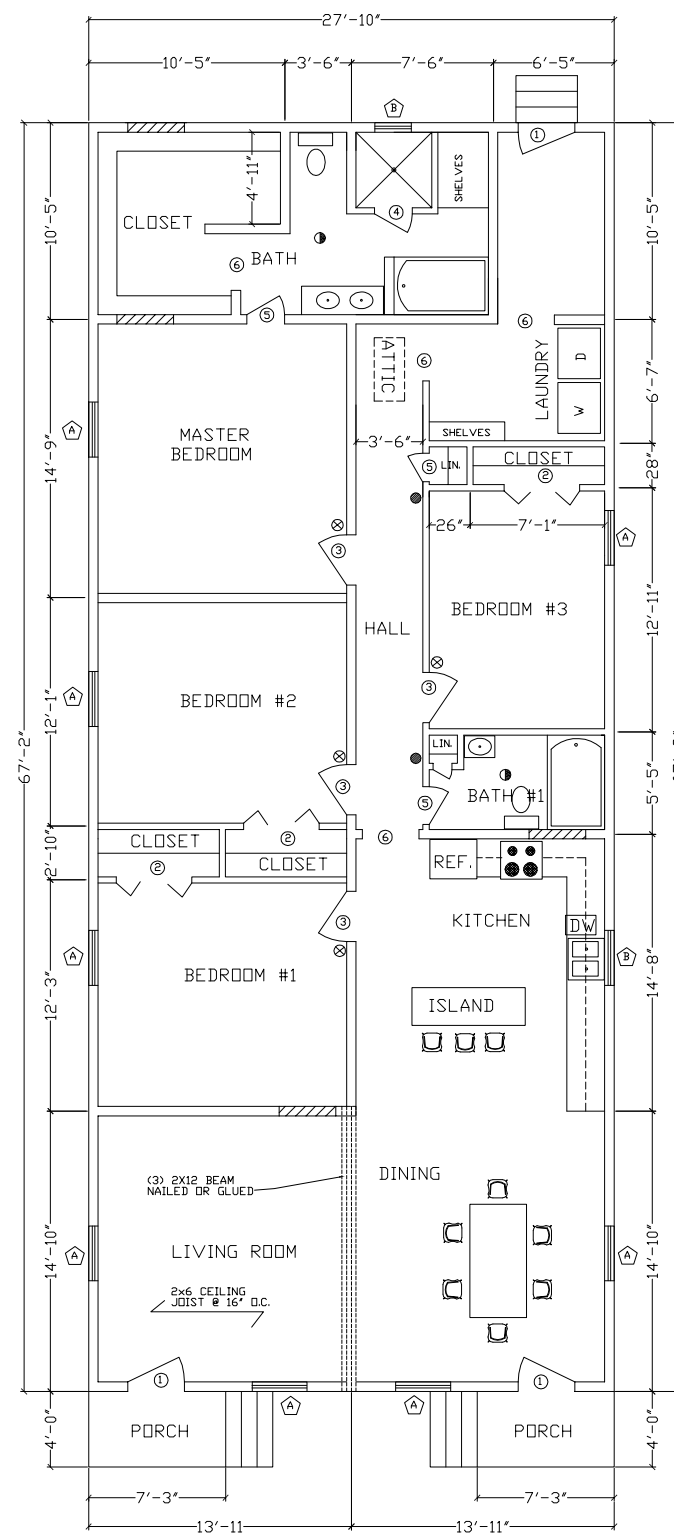 27'-10"
10'-5" 3'-6" 7'-6" 6'-5"
B
1
4'-11"
SHELVES
10'-5"
10'-5"
CLOSET
4
6
BATH
5
6
6
ATTIC
LAUNDRY
D
W
6'-7"
A
MASTER
BEDROOM
3'-6"
SHELVES
14'-9"
5
LIN.
CLOSET
2
28"
26" 7'-1"
3
A
BEDROOM #3
12'-11"
HALL
A
BEDROOM #2
3
12'-1"
67'-2"
LIN.
3
5
BATH #1
5'-5"
CLOSET
2
6
2'-10"
2
CLOSET
REF.
3
KITCHEN
DW
A
B
BEDROOM #1
12'-3"
14'-8"
ISLAND
(3) 2X12 BEAM
NAILED OR GLUED
DINING
A
LIVING ROOM
A
14'-10"
14'-10"
2x6 CEILING
JOIST @ 16" O.C.
1
1
A
A
PORCH
PORCH
4'-0"
4'-0"
7'-3"
7'-3"
13'-11
13'-11"